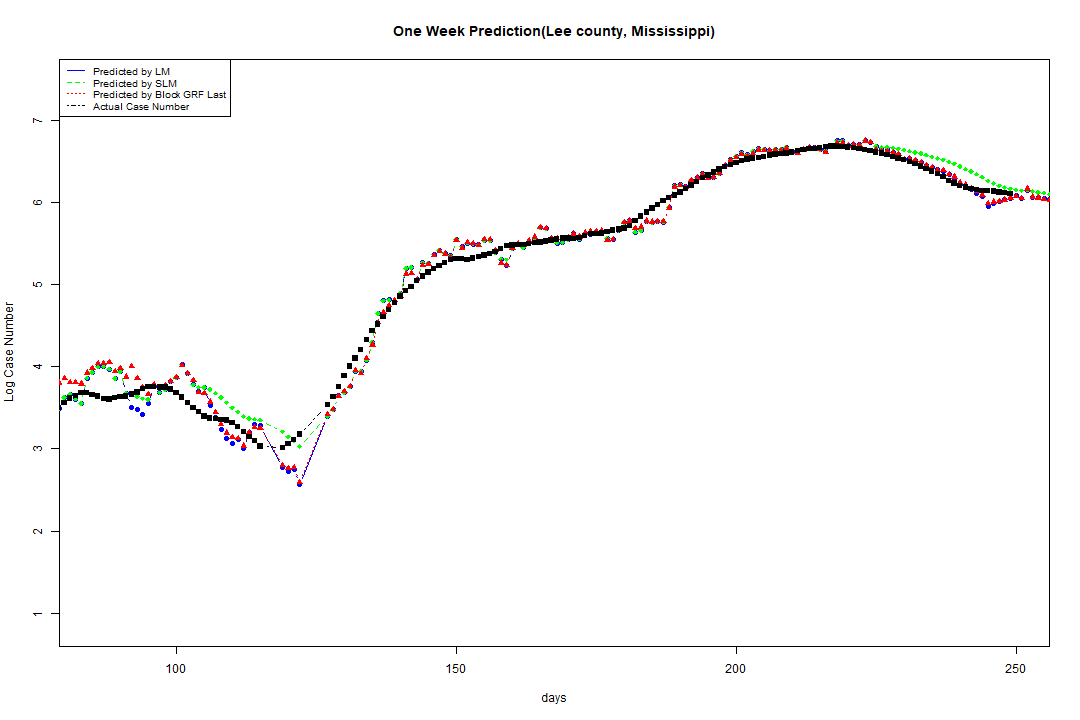 One Week Prediction(Lee county, Mississippi)
Predicted by LM
Predicted by SLM
Predicted by Block GRF Last
Actual Case Number
7
6
5
4
3
2
1
Log Case Number
100 150 200 250
days